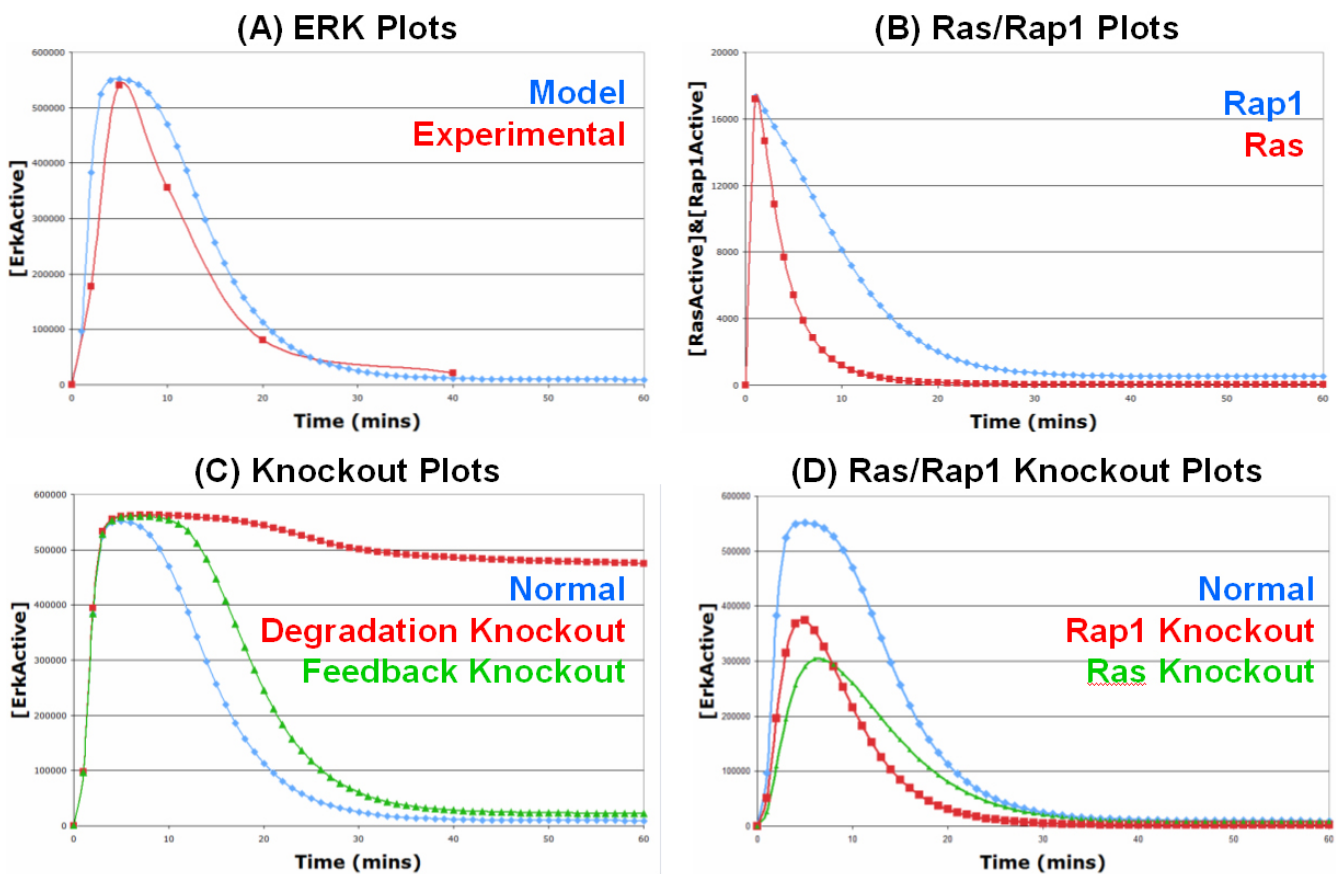 (A) ERK Plots
600000
500000
400000
300000
200000
100000
0
[ErkActive]
Model
Experimental
0 10 20 30 40 50 60
Time (mins)
(B) Ras/Rap1 Plots
20000
16000
12000
8000
4000
0
[RasActive]&[Rap1Active]
Rap1
Ras
0 10 20 30 40 50 60
Time (mins)
(C) Knockout Plots
600000
500000
400000
300000
200000
100000
0
[ErkActive]
Normal
Degradation Knockout
Feedback Knockout
0 10 20 30 40 50 60
Time (mins)
(D) Ras/Rap1 Knockout Plots
600000
500000
400000
300000
200000
100000
0
[ErkActive]
Normal
Rap1 Knockout
Ras Knockout
0 10 20 30 40 50 60
Time (mins)